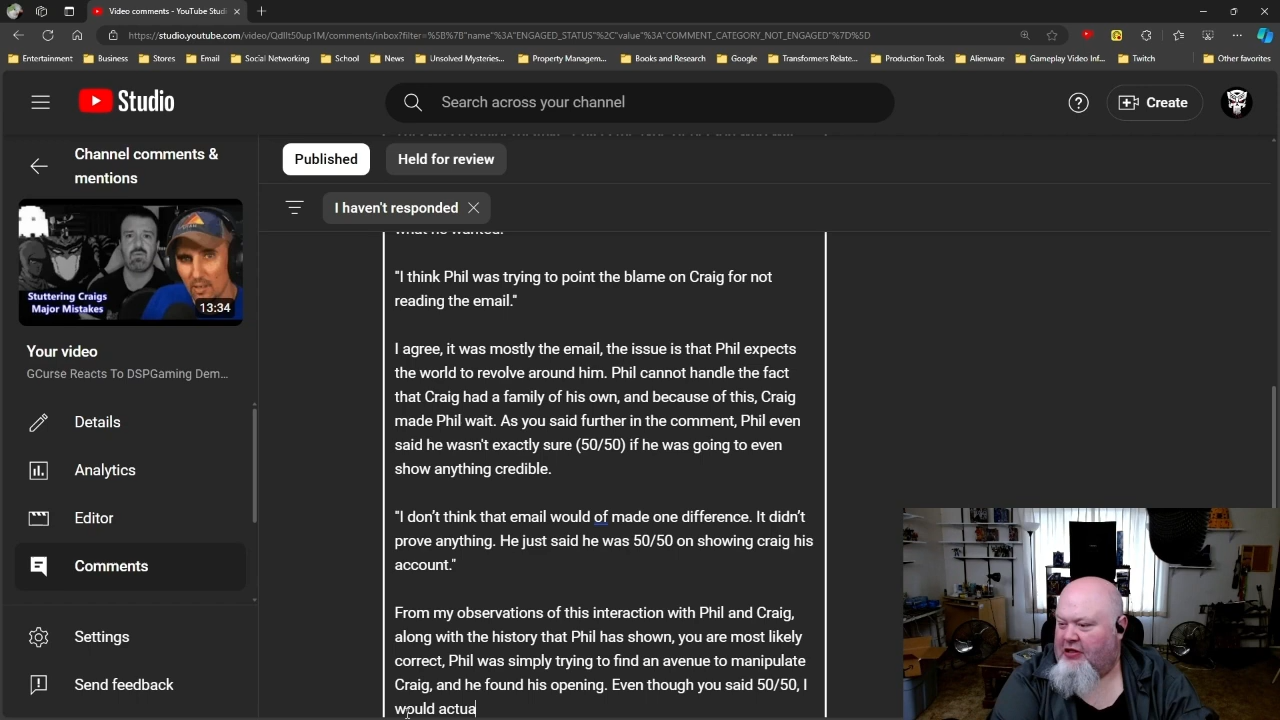 Video comments - YouTube Studi
https://studio.youtube.com/video/QdIlt50up1M/comments/inbox?filter=%5B%7B"name"%3A"ENGAGED_STATUS"%2C"value"%3A"COMMENT_CATEGORY_NOT_ENGAGED"%7D%5D
Entertainment
Business
Stores
Email
Social Networking
School
News
Unsolved Mysteries...
Property Managem...
Books and Research
Google
Transformers Relate...
Production Tools
Alienware
Gameplay Video Inf...
Twitch
Other favorites
Studio
Search across your channel
Create
Channel comments &
mentions
Published
Held for review
I haven't responded
Stuttering Craigs
Major Mistakes
13:34
Your video
GCurse Reacts To DSPGaming Dem...
Details
Analytics
Editor
Comments
Settings
Send feedback
what he wanted.
"I think Phil was trying to point the blame on Craig for not
reading the email."
I agree, it was mostly the email, the issue is that Phil expects
the world to revolve around him. Phil cannot handle the fact
that Craig had a family of his own, and because of this, Craig
made Phil wait. As you said further in the comment, Phil even
said he wasn't exactly sure (50/50) if he was going to even
show anything credible.
"I don't think that email would of made one difference. It didn't
prove anything. He just said he was 50/50 on showing craig his
account."
From my observations of this interaction with Phil and Craig,
along with the history that Phil has shown, you are most likely
correct, Phil was simply trying to find an avenue to manipulate
Craig, and he found his opening. Even though you said 50/50, I
would actua